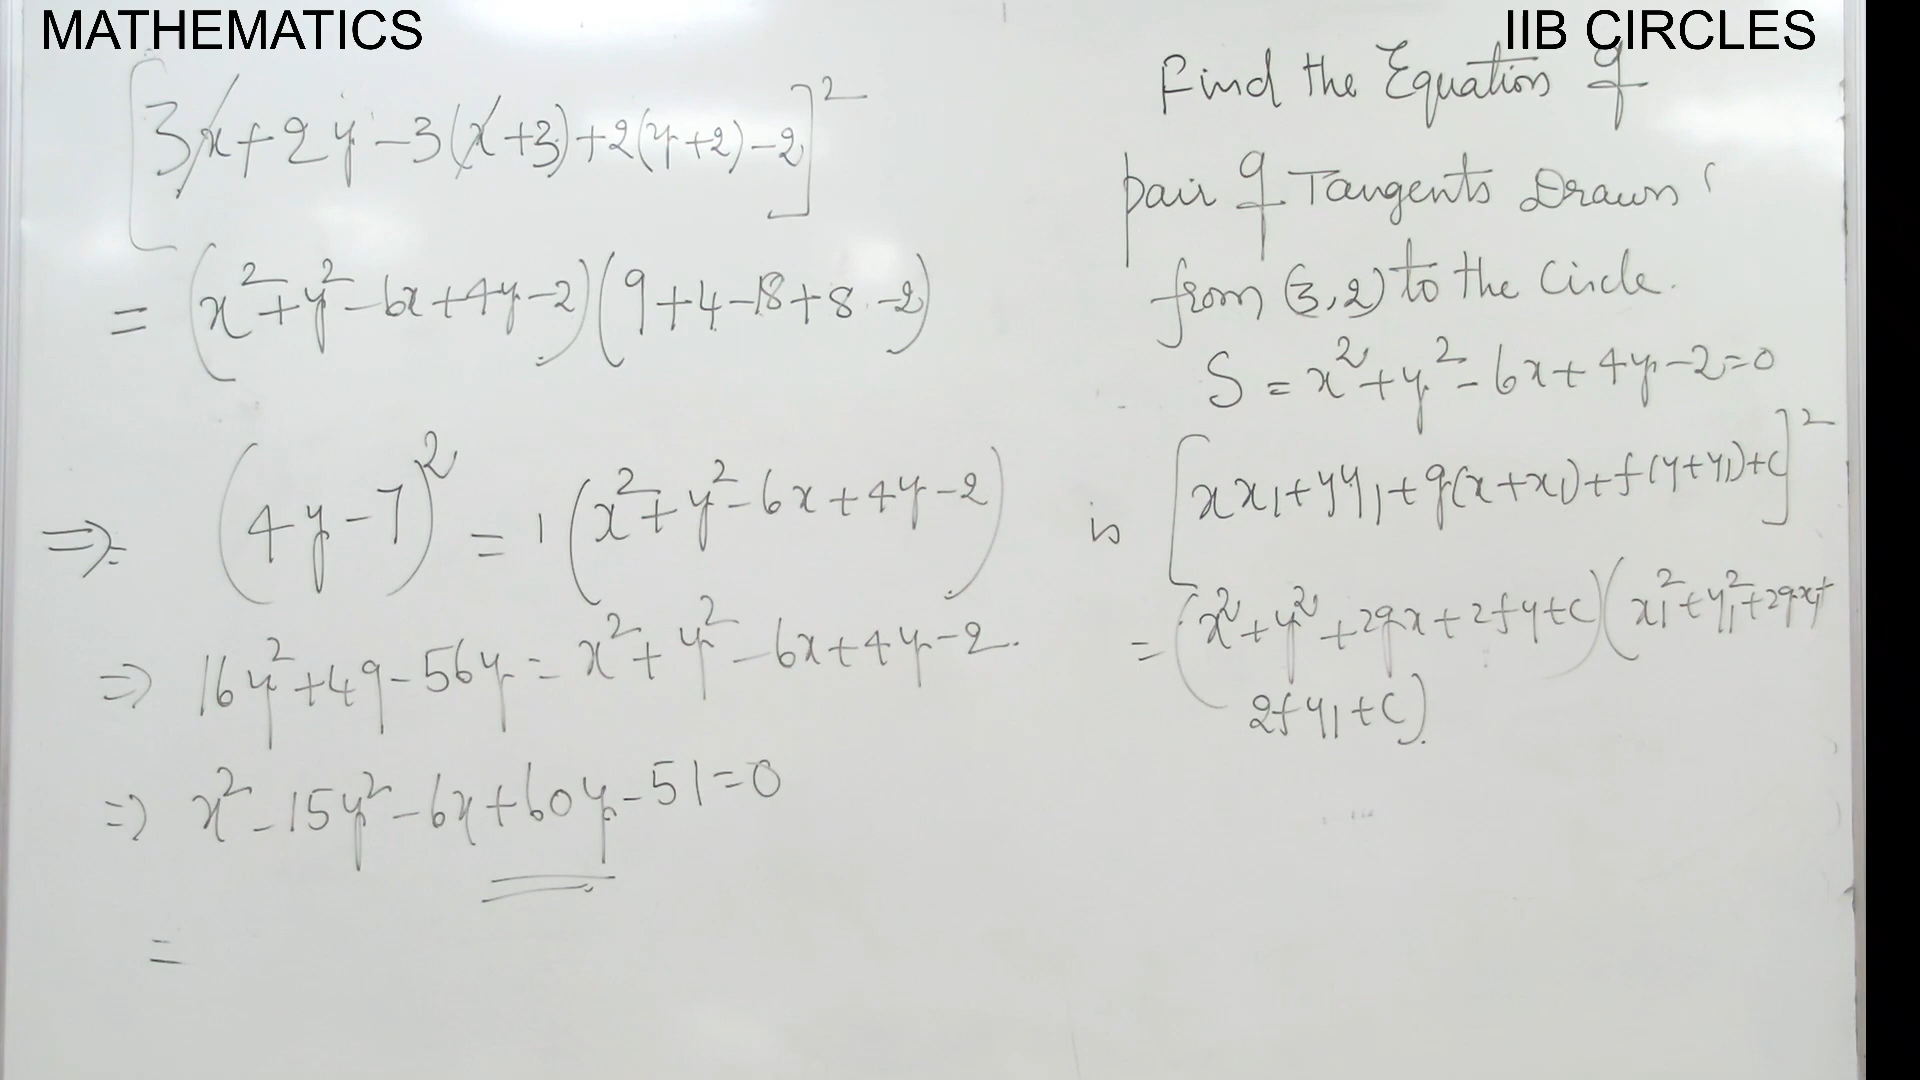 MATHEMATICS
IIB CIRCLES
[3x+2y-3(x+3)+2(y+2)-2]²
= (x²+y²-6x+4y-2)(9+4-18+8-2)
⇒ (4y-7)² = 1(x²+y²-6x+4y-2)
⇒ 16y²+49-56y = x²+y²-6x+4y-2.
⇒ x²-15y²-6x+60y-51=0
=
Find the Equation of
pair of Tangents Drawn
from (3,2) to the Circle.
S = x²+y²-6x+4y-2=0
is [xx₁+yy₁+g(x+x₁)+f(y+y₁)+c]²
= (x²+y²+2gx+2fy+c)(x₁²+y₁²+2gx₁+
2fy₁+c).